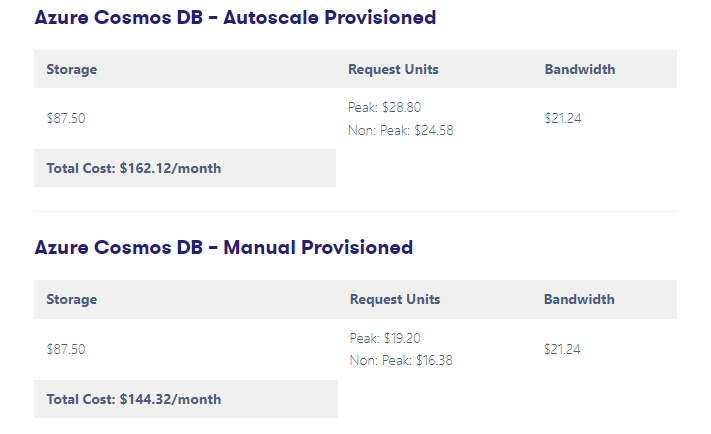 Azure Cosmos DB – Autoscale Provisioned
Storage Request Units Bandwidth
$87.50 Peak: $28.80 $21.24
Non: Peak: $24.58
Total Cost: $162.12/month
Azure Cosmos DB – Manual Provisioned
Storage Request Units Bandwidth
$87.50 Peak: $19.20 $21.24
Non: Peak: $16.38
Total Cost: $144.32/month